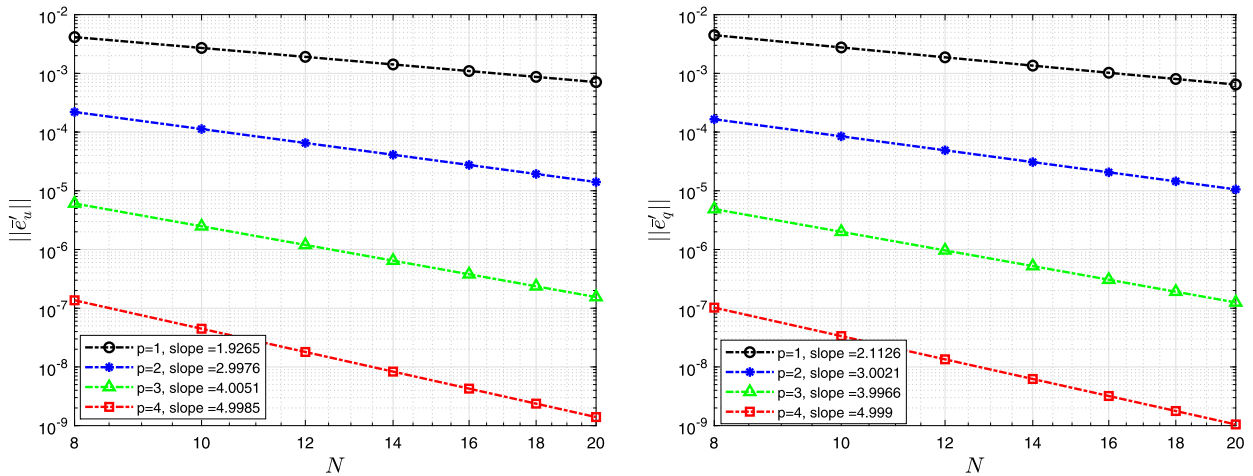 10^-2
10^-3
10^-4
10^-5
10^-6
10^-7
10^-8
10^-9
||ē'_u||
p=1, slope =1.9265
p=2, slope =2.9976
p=3, slope =4.0051
p=4, slope =4.9985
8 10 12 14 16 18 20
N
10^-2
10^-3
10^-4
10^-5
10^-6
10^-7
10^-8
10^-9
||ē'_q||
p=1, slope =2.1126
p=2, slope =3.0021
p=3, slope =3.9966
p=4, slope =4.999
8 10 12 14 16 18 20
N